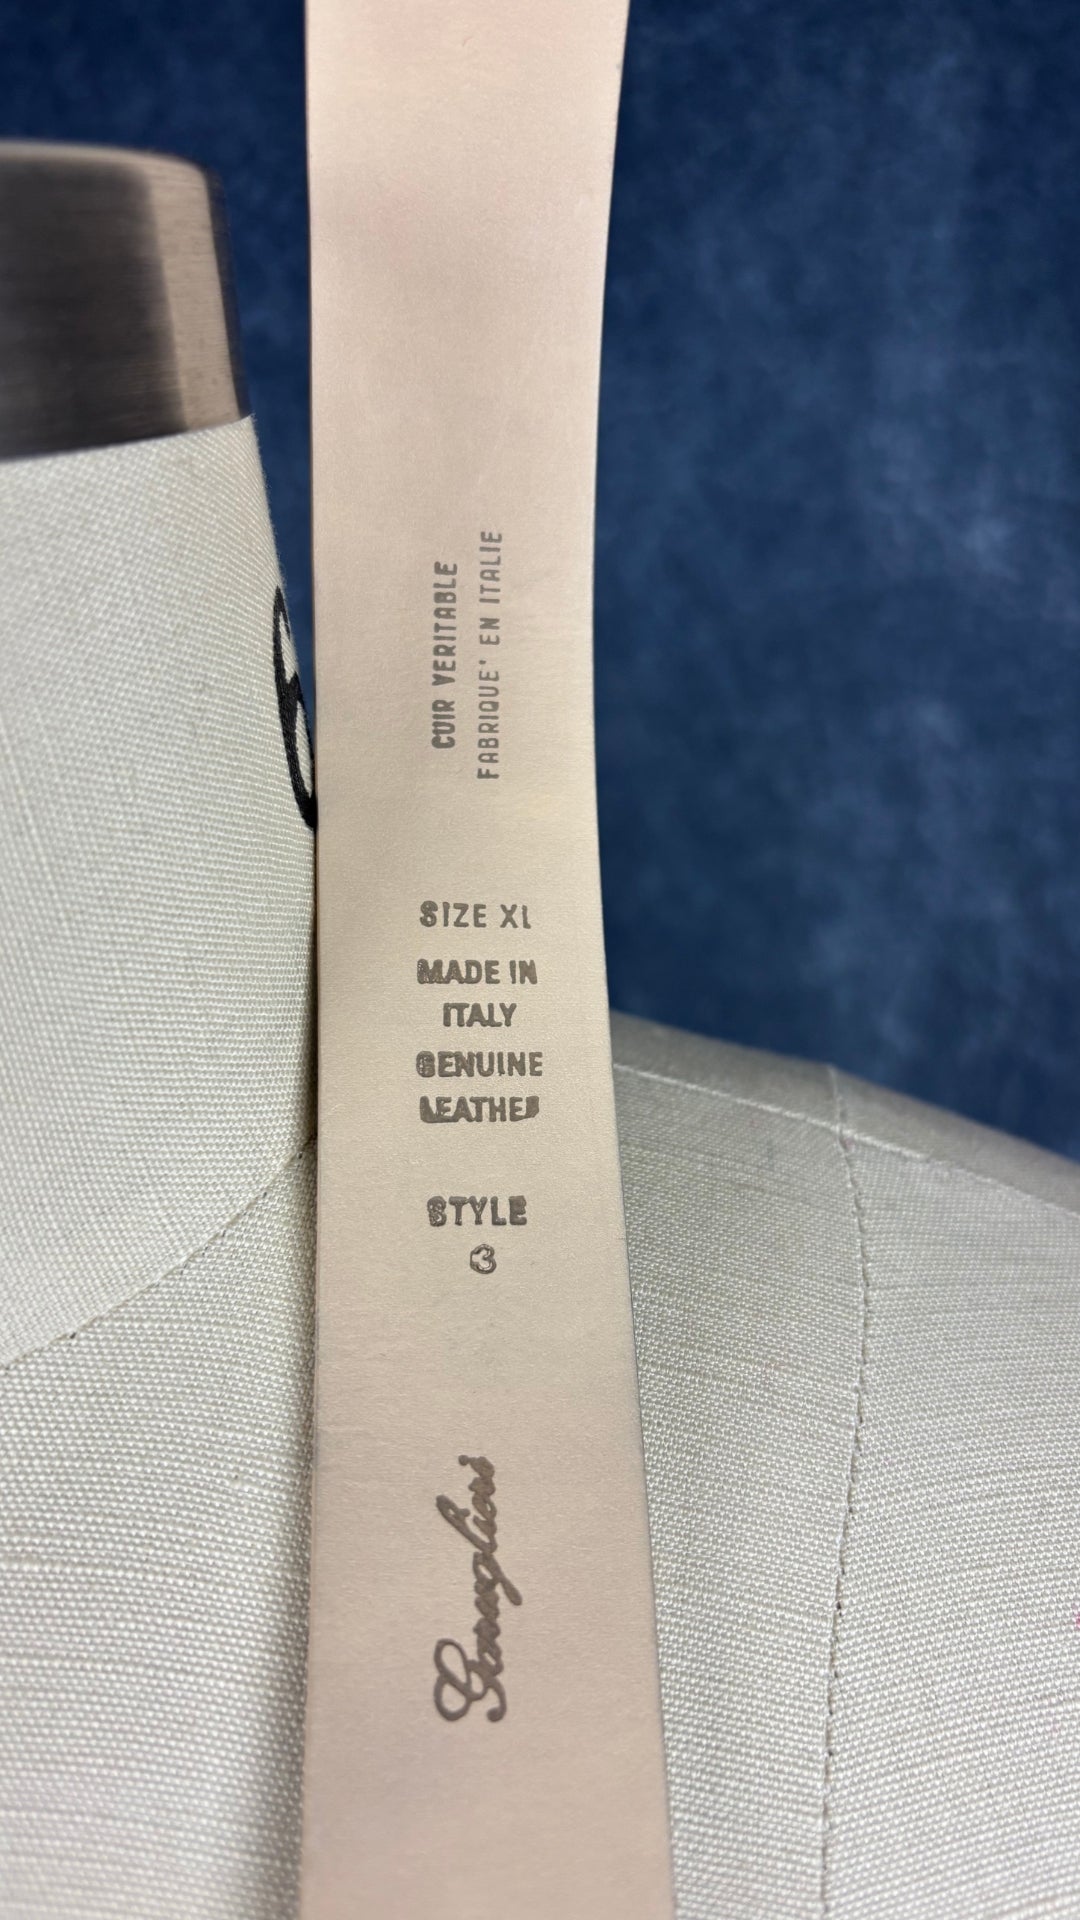 CUIR VERITABLE
FABRIQUE' EN ITALIE
SIZE XL
MADE IN
ITALY
GENUINE
LEATHER
STYLE
3